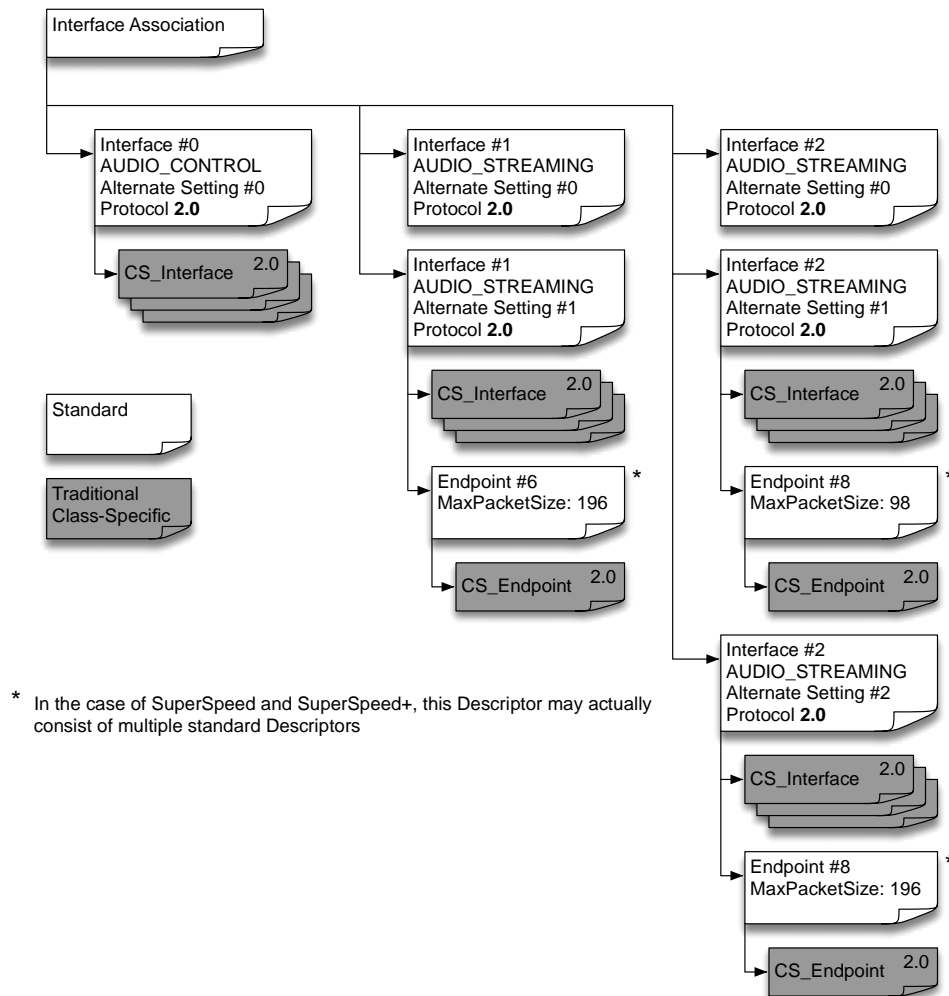 Interface Association
Interface #0
AUDIO_CONTROL
Alternate Setting #0
Protocol 2.0
CS_Interface 2.0
Interface #1
AUDIO_STREAMING
Alternate Setting #0
Protocol 2.0
Interface #1
AUDIO_STREAMING
Alternate Setting #1
Protocol 2.0
CS_Interface 2.0
Endpoint #6
MaxPacketSize: 196
*
CS_Endpoint 2.0
Interface #2
AUDIO_STREAMING
Alternate Setting #0
Protocol 2.0
Interface #2
AUDIO_STREAMING
Alternate Setting #1
Protocol 2.0
CS_Interface 2.0
Endpoint #8
MaxPacketSize: 98
*
CS_Endpoint 2.0
Interface #2
AUDIO_STREAMING
Alternate Setting #2
Protocol 2.0
CS_Interface 2.0
Endpoint #8
MaxPacketSize: 196
*
CS_Endpoint 2.0
Standard
Traditional
Class-Specific
* In the case of SuperSpeed and SuperSpeed+, this Descriptor may actually
consist of multiple standard Descriptors